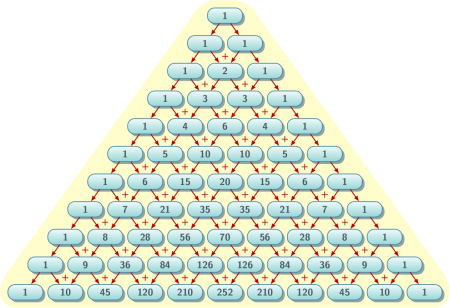 1
1 1
+
1 2 1
+ +
1 3 3 1
+ + +
1 4 6 4 1
+ + + +
1 5 10 10 5 1
+ + + + +
1 6 15 20 15 6 1
+ + + + + +
1 7 21 35 35 21 7 1
+ + + + + + +
1 8 28 56 70 56 28 8 1
+ + + + + + + +
1 9 36 84 126 126 84 36 9 1
+ + + + + + + + +
1 10 45 120 210 252 210 120 45 10 1